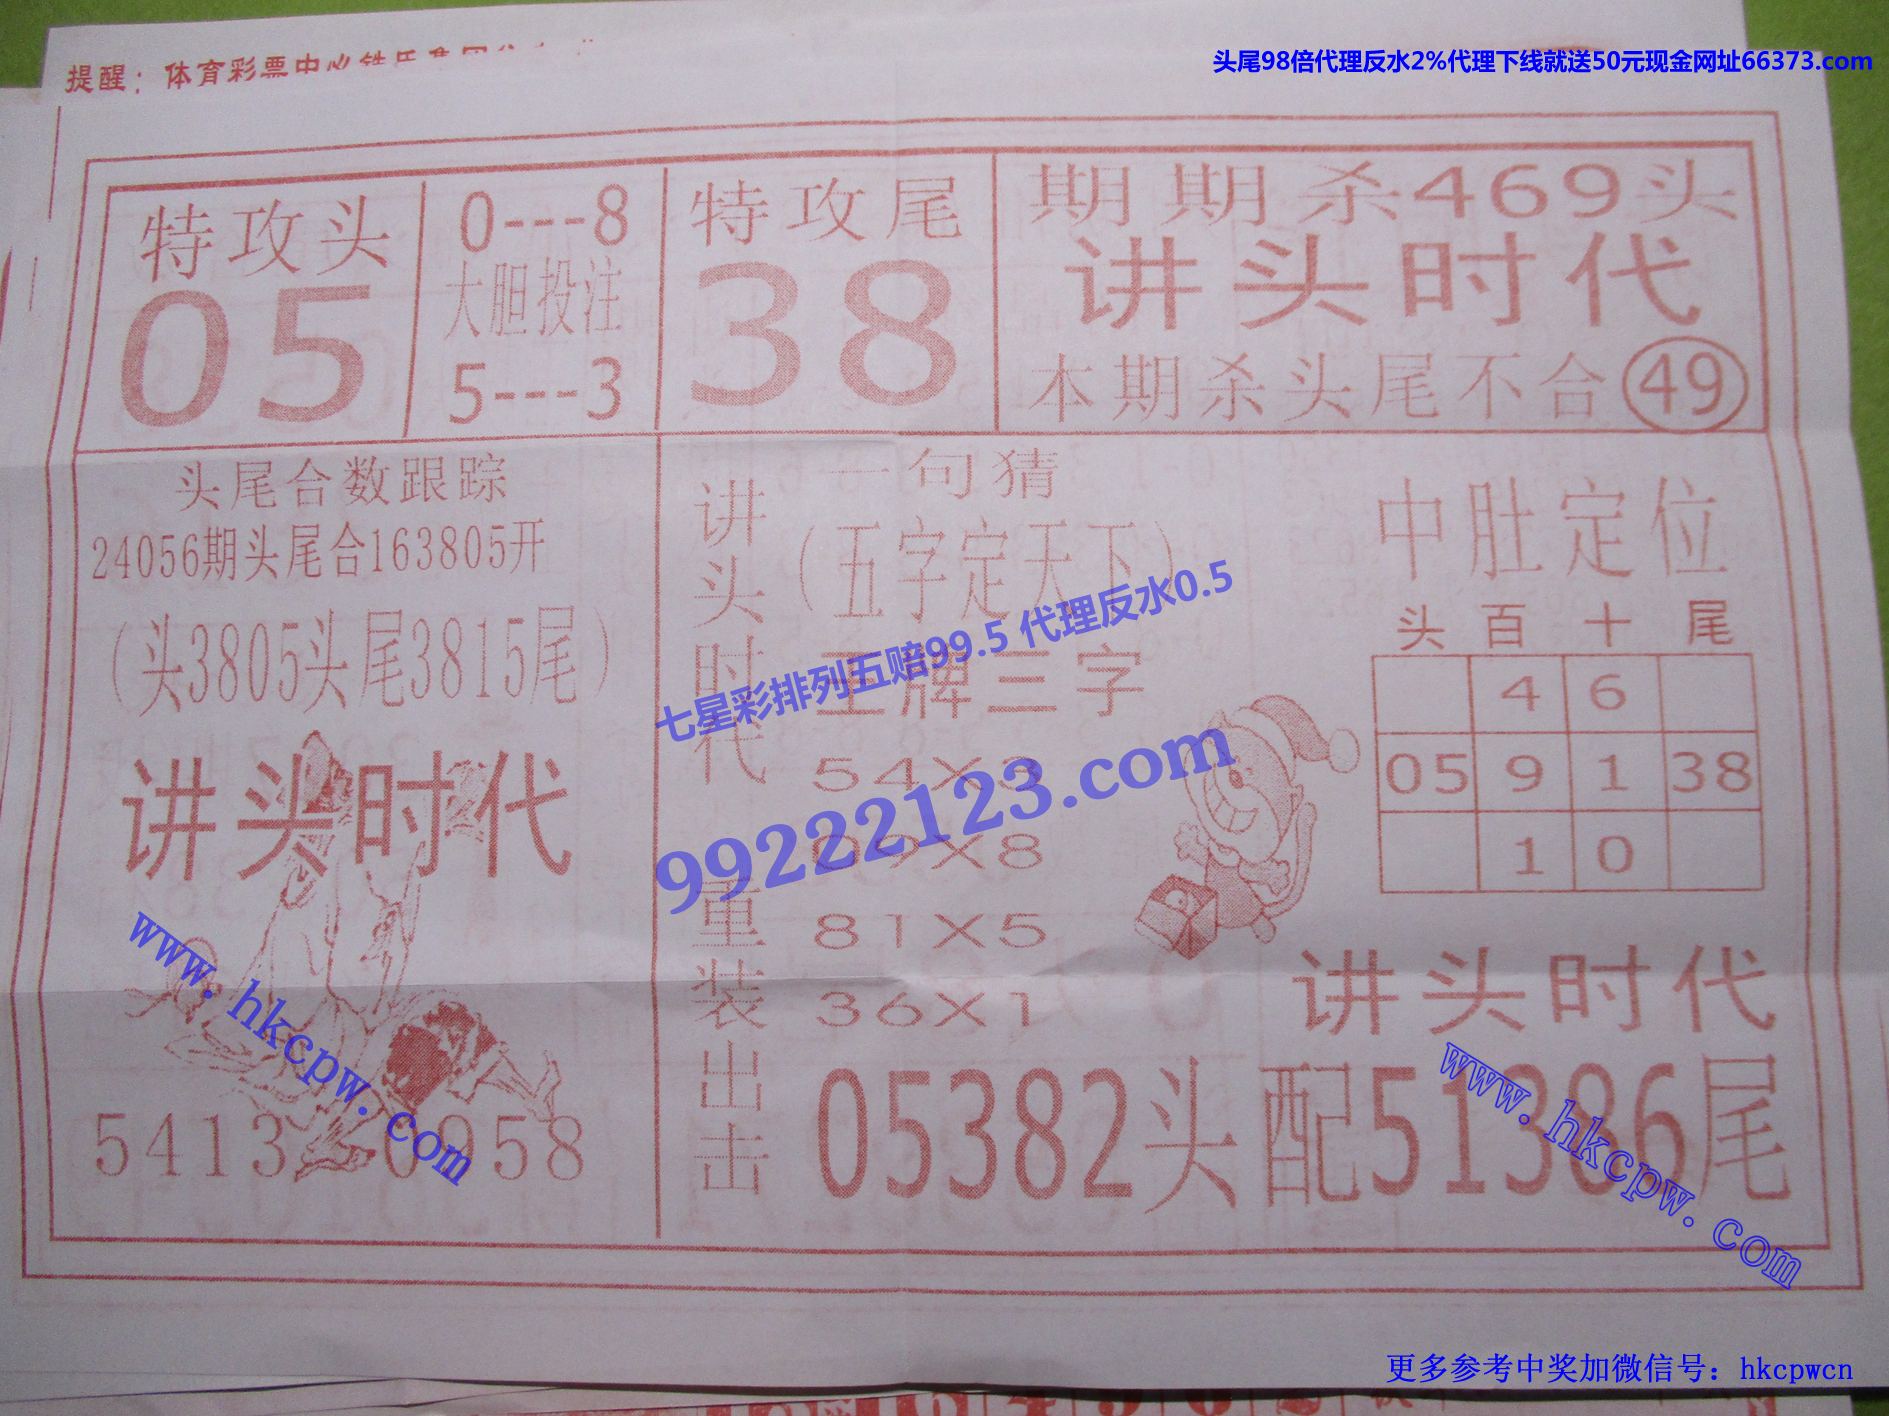 头尾98倍代理反水2%代理下线就送50元现金网址66373.com
提醒：体育彩票中心
特攻头
05
0---8
大胆投注
5---3
特攻尾
38
期期杀469头
讲头时代
本期杀头尾不合49
头尾合数跟踪
24056期头尾合163805开
（头3805头尾3815尾）
讲头时代
5413
58
讲头时代重装出击
一句猜
（五字定天下）
王牌三字
54X3
09X8
81X5
36X1
中肚定位
头 百 十 尾
4 6
05 9 1 38
1 0
讲头时代
05382头配51386尾
七星彩排列五赔99.5 代理反水0.5
99222123.com
www.hkcpw.com
www.hkcpw.com
更多参考中奖加微信号：hkcpwcn